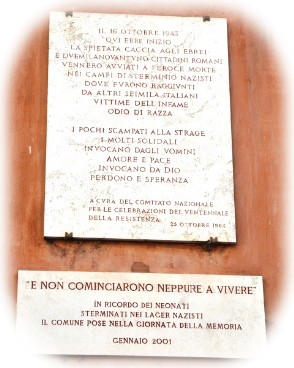 IL 16 OTTOBRE 1943
QUI EBBE INIZIO
LA SPIETATA CACCIA AGLI EBREI
E DUEMILANOVANTUNO CITTADINI ROMANI
VENNERO AVVIATI A FEROCE MORTE
NEI CAMPI DI STERMINIO NAZISTI
DOVE FURONO RAGGIUNTI
DA ALTRI SEIMILA ITALIANI
VITTIME DELL'INFAME
ODIO DI RAZZA
I POCHI SCAMPATI ALLA STRAGE
I MOLTI SOLIDALI
INVOCANO DAGLI UOMINI
AMORE E PACE
INVOCANO DA DIO
PERDONO E SPERANZA
A CURA DEL COMITATO NAZIONALE
PER LE CELEBRAZIONI DEL VENTENNALE
DELLA RESISTENZA
25 OTTOBRE 1964
"E NON COMINCIARONO NEPPURE A VIVERE"
IN RICORDO DEI NEONATI
STERMINATI NEI LAGER NAZISTI
IL COMUNE POSE NELLA GIORNATA DELLA MEMORIA
GENNAIO 2001